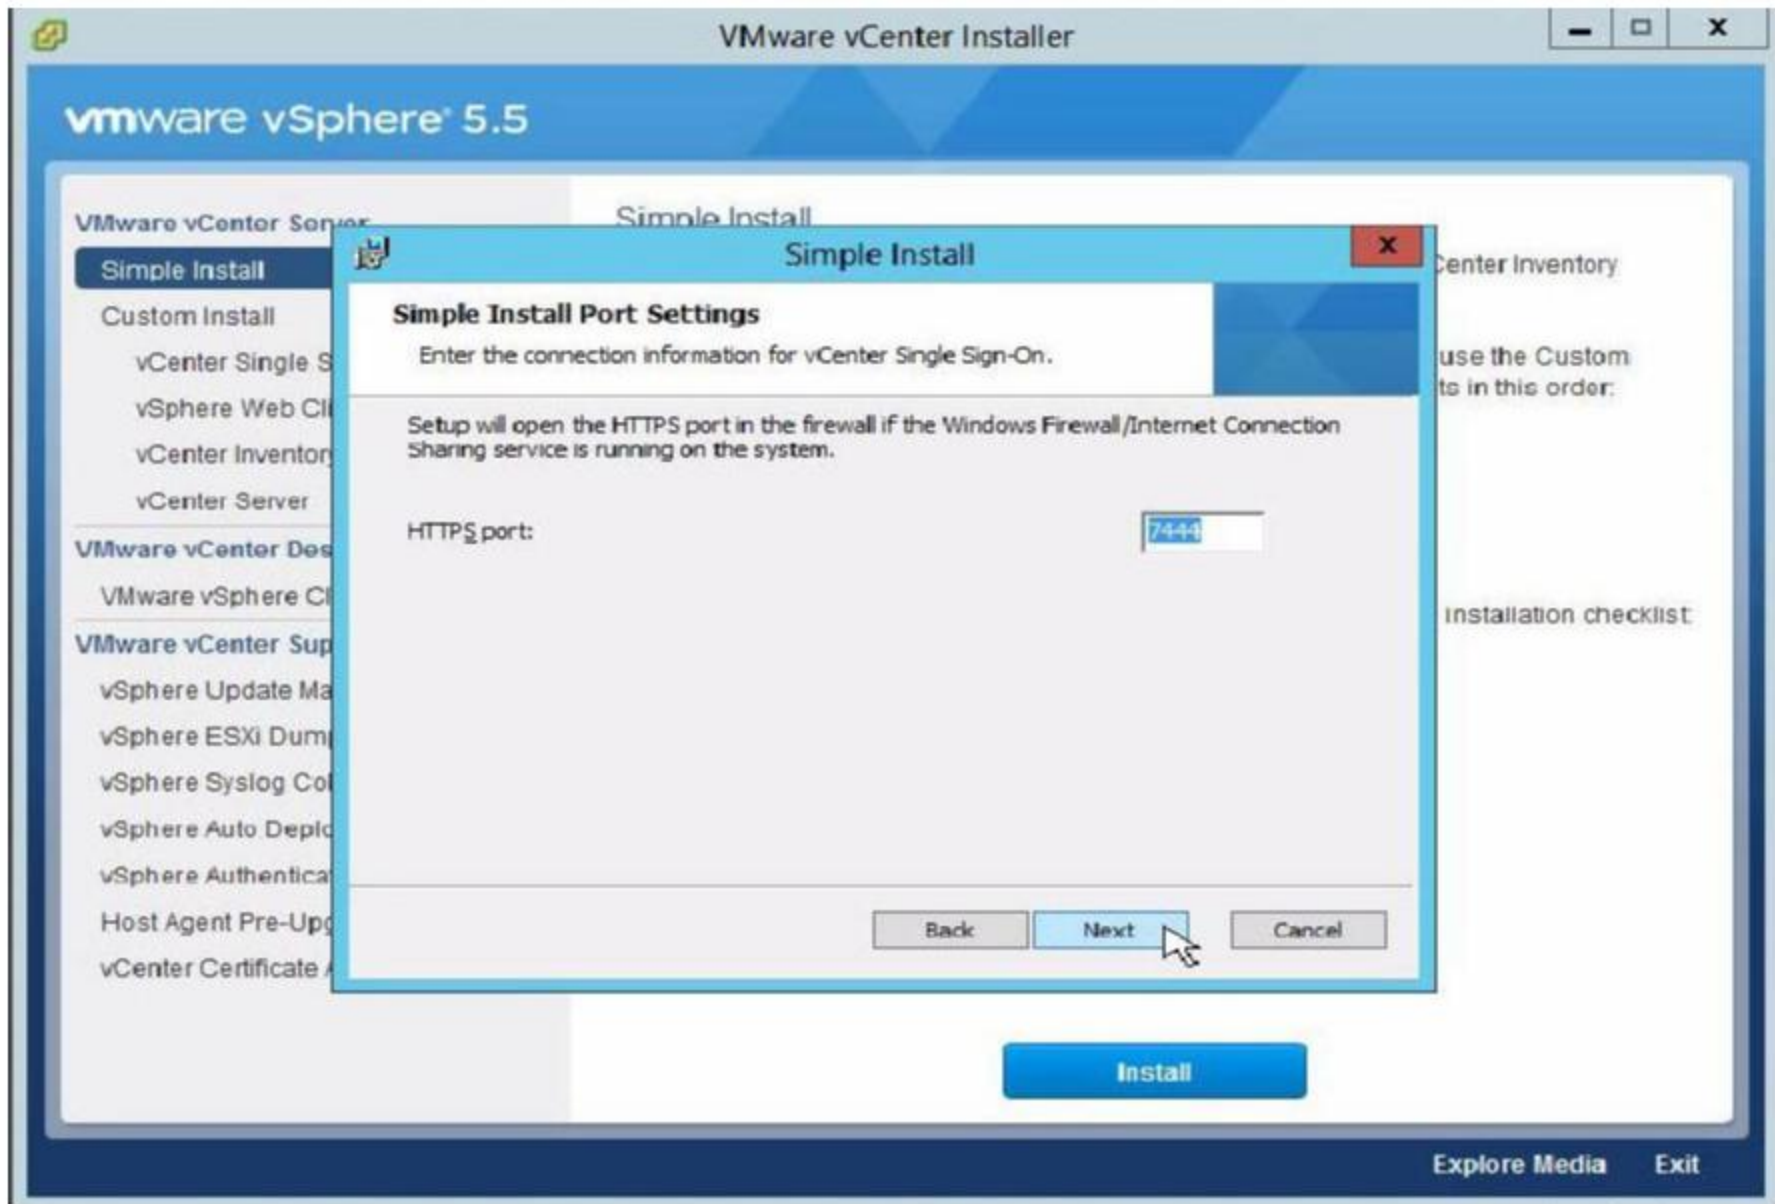 VMware vCenter Installer
vmware vSphere 5.5
VMware vCenter Server
Simple Install
Custom Install
vCenter Single S
vSphere Web Cli
vCenter Inventory
vCenter Server
VMware vCenter Des
VMware vSphere Cl
VMware vCenter Sup
vSphere Update Ma
vSphere ESXi Dump
vSphere Syslog Col
vSphere Auto Deplo
vSphere Authentica
Host Agent Pre-Upg
vCenter Certificate A
Simple Install
Center Inventory
use the Custom
ts in this order:
installation checklist:
Simple Install
Simple Install Port Settings
Enter the connection information for vCenter Single Sign-On.
Setup will open the HTTPS port in the firewall if the Windows Firewall/Internet Connection
Sharing service is running on the system.
HTTPS port:
7444
Back
Next
Cancel
Install
Explore Media
Exit